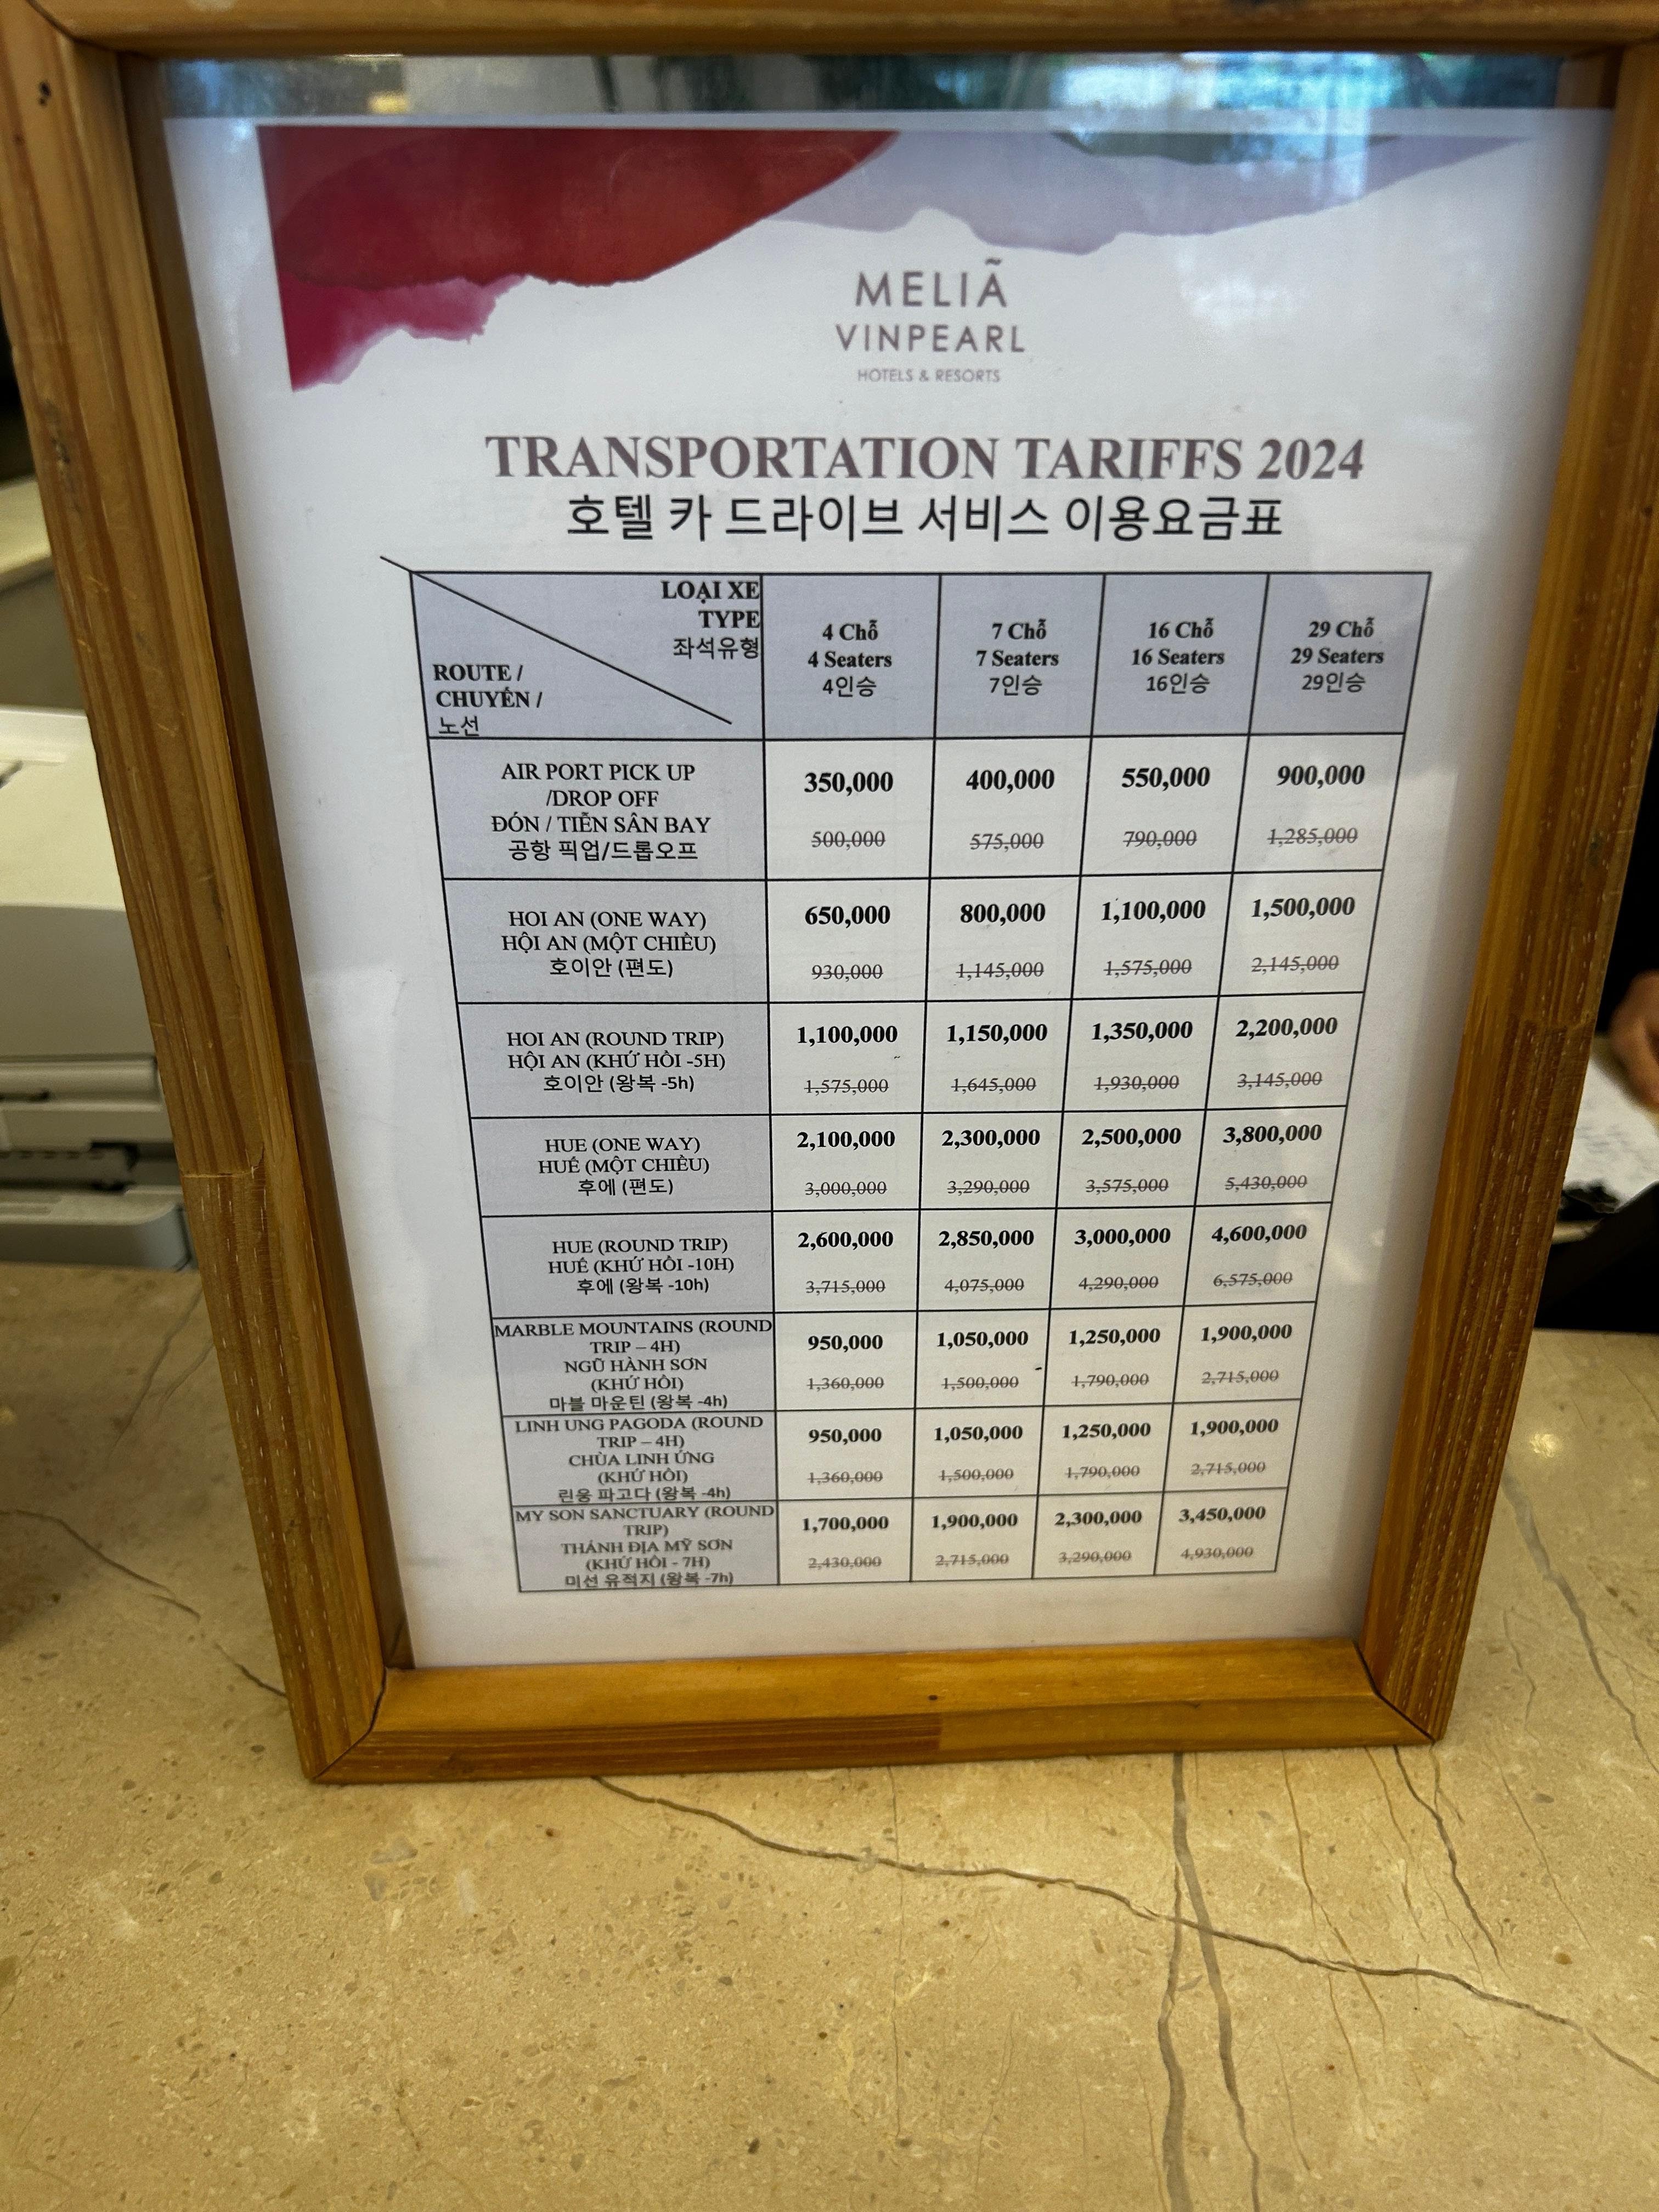 MELIÃ
VINPEARL
HOTELS & RESORTS
TRANSPORTATION TARIFFS 2024
호텔 카 드라이브 서비스 이용요금표
LOẠI XE
TYPE
좌석유형
ROUTE /
CHUYẾN /
노선
4 Chỗ
4 Seaters
4인승
7 Chỗ
7 Seaters
7인승
16 Chỗ
16 Seaters
16인승
29 Chỗ
29 Seaters
29인승
AIR PORT PICK UP
/DROP OFF
ĐÓN / TIỄN SÂN BAY
공항 픽업/드롭오프
350,000 400,000 550,000 900,000
500,000 575,000 790,000 1,285,000
HOI AN (ONE WAY)
HỘI AN (MỘT CHIỀU)
호이안 (편도)
650,000 800,000 1,100,000 1,500,000
930,000 1,145,000 1,575,000 2,145,000
HOI AN (ROUND TRIP)
HỘI AN (KHỨ HỒI -5H)
호이안 (왕복 -5h)
1,100,000 1,150,000 1,350,000 2,200,000
1,575,000 1,645,000 1,930,000 3,145,000
HUE (ONE WAY)
HUẾ (MỘT CHIỀU)
후에 (편도)
2,100,000 2,300,000 2,500,000 3,800,000
3,000,000 3,290,000 3,575,000 5,430,000
HUE (ROUND TRIP)
HUẾ (KHỨ HỒI -10H)
후에 (왕복 -10h)
2,600,000 2,850,000 3,000,000 4,600,000
3,715,000 4,075,000 4,290,000 6,575,000
MARBLE MOUNTAINS (ROUND
TRIP – 4H)
NGŨ HÀNH SƠN
(KHỨ HỒI)
마블 마운틴 (왕복 -4h)
950,000 1,050,000 1,250,000 1,900,000
1,360,000 1,500,000 1,790,000 2,715,000
LINH UNG PAGODA (ROUND
TRIP – 4H)
CHÙA LINH ỨNG
(KHỨ HỒI)
린웅 파고다 (왕복 -4h)
950,000 1,050,000 1,250,000 1,900,000
1,360,000 1,500,000 1,790,000 2,715,000
MY SON SANCTUARY (ROUND
TRIP)
THÁNH ĐỊA MỸ SƠN
(KHỨ HỒI - 7H)
미선 유적지 (왕복 -7h)
1,700,000 1,900,000 2,300,000 3,450,000
2,430,000 2,715,000 3,290,000 4,930,000